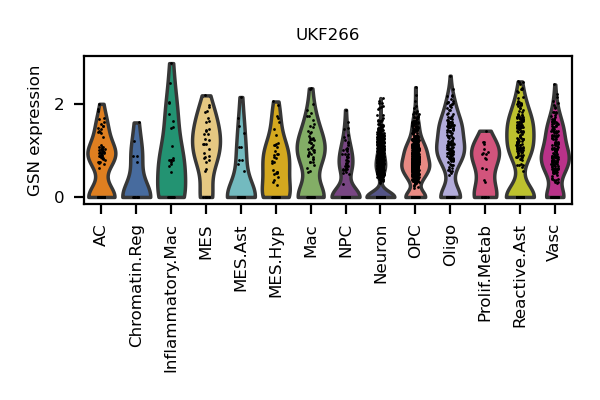 UKF266
GSN expression
2
0
AC
Chromatin.Reg
Inflammatory.Mac
MES
MES.Ast
MES.Hyp
Mac
NPC
Neuron
OPC
Oligo
Prolif.Metab
Reactive.Ast
Vasc